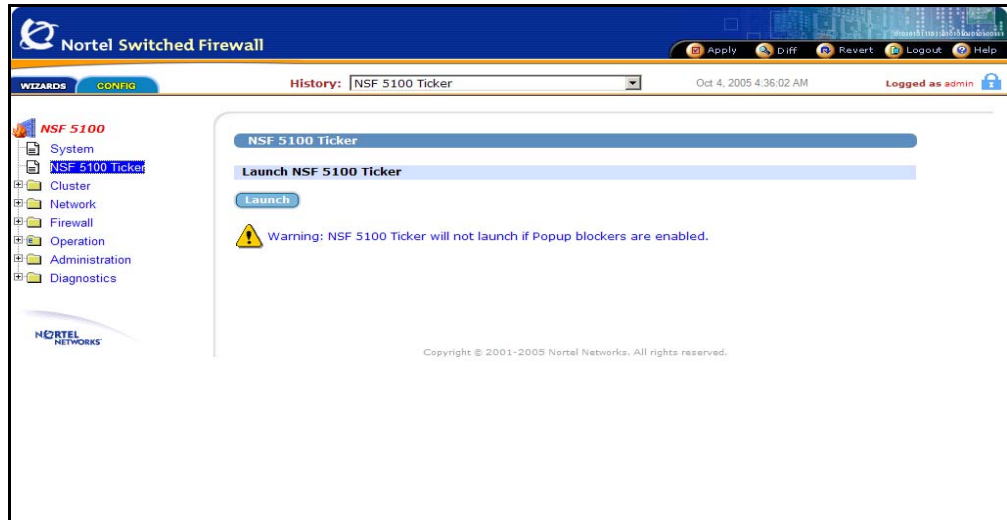 Nortel Switched Firewall
Apply Diff Revert Logout Help
WIZARDS CONFIG History: NSF 5100 Ticker Oct 4, 2005 4:36:02 AM Logged as admin
NSF 5100
System
NSF 5100 Ticker
Cluster
Network
Firewall
Operation
Administration
Diagnostics
NORTEL
NETWORKS
NSF 5100 Ticker
Launch NSF 5100 Ticker
Launch
Warning: NSF 5100 Ticker will not launch if Popup blockers are enabled.
Copyright © 2001-2005 Nortel Networks. All rights reserved.